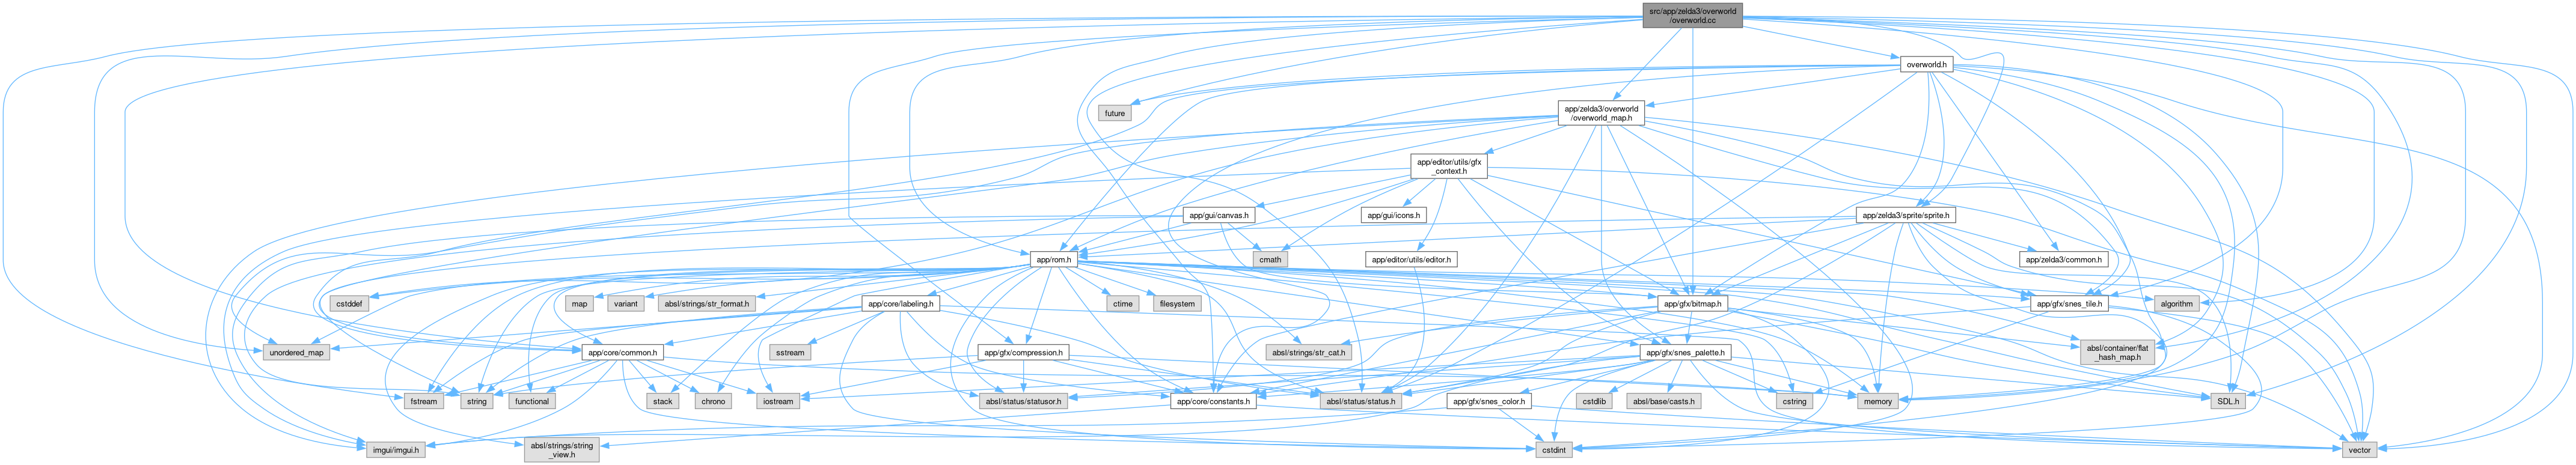 src/app/zelda3/overworld
/overworld.cc
overworld.h
future
app/zelda3/overworld
/overworld_map.h
app/editor/utils/gfx
_context.h
app/gui/canvas.h
app/gui/icons.h
app/zelda3/sprite/sprite.h
app/rom.h
cmath
app/editor/utils/editor.h
app/zelda3/common.h
cstddef
map
variant
absl/strings/str_format.h
app/core/labeling.h
ctime
filesystem
app/gfx/bitmap.h
app/gfx/snes_tile.h
algorithm
unordered_map
sstream
app/core/common.h
app/gfx/compression.h
absl/strings/str_cat.h
app/gfx/snes_palette.h
absl/container/flat
_hash_map.h
fstream
string
functional
stack
chrono
iostream
absl/status/statusor.h
app/core/constants.h
cstdlib
absl/status/status.h
absl/base/casts.h
app/gfx/snes_color.h
cstring
memory
SDL.h
imgui/imgui.h
absl/strings/string
_view.h
cstdint
vector